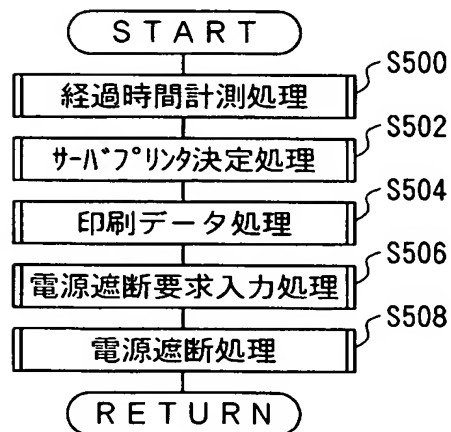 START
S500
経過時間計測処理
S502
ｻｰﾊﾞプﾘﾝﾀ決定処理
S504
印刷データ処理
S506
電源遮断要求入力処理
S508
電源遮断処理
RETURN